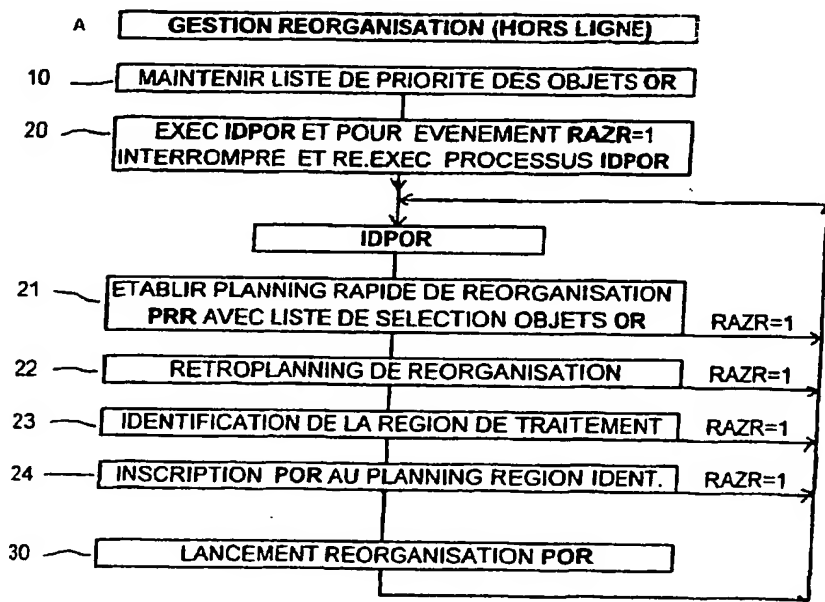 A GESTION REORGANISATION (HORS LIGNE)
10 MAINTENIR LISTE DE PRIORITE DES OBJETS OR
20 EXEC IDPOR ET POUR EVENEMENT RAZR=1
INTERROMPRE ET RE.EXEC PROCESSUS IDPOR
IDPOR
21 ETABLIR PLANNING RAPIDE DE REORGANISATION
PRR AVEC LISTE DE SELECTION OBJETS OR RAZR=1
22 RETROPLANNING DE REORGANISATION RAZR=1
23 IDENTIFICATION DE LA REGION DE TRAITEMENT RAZR=1
24 INSCRIPTION POR AU PLANNING REGION IDENT. RAZR=1
30 LANCEMENT REORGANISATION POR